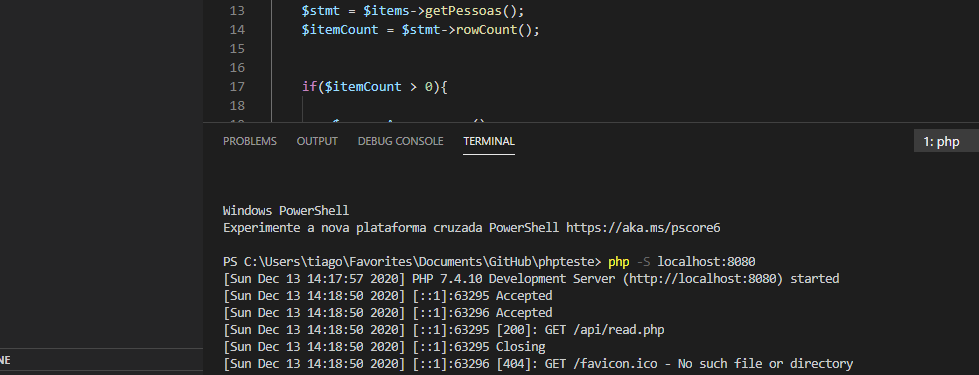 13 $stmt = $items->getPessoas();
14 $itemCount = $stmt->rowCount();
15
16
17 if($itemCount > 0){
18
PROBLEMS OUTPUT DEBUG CONSOLE TERMINAL 1: php
Windows PowerShell
Experimente a nova plataforma cruzada PowerShell https://aka.ms/pscore6
PS C:\Users\tiago\Favorites\Documents\GitHub\phpteste> php -S localhost:8080
[Sun Dec 13 14:17:57 2020] PHP 7.4.10 Development Server (http://localhost:8080) started
[Sun Dec 13 14:18:50 2020] [::1]:63295 Accepted
[Sun Dec 13 14:18:50 2020] [::1]:63296 Accepted
[Sun Dec 13 14:18:50 2020] [::1]:63295 [200]: GET /api/read.php
[Sun Dec 13 14:18:50 2020] [::1]:63295 Closing
NE
[Sun Dec 13 14:18:50 2020] [::1]:63296 [404]: GET /favicon.ico - No such file or directory